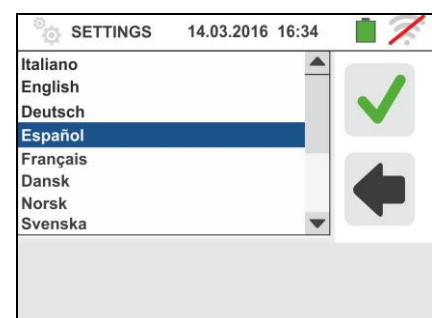 SETTINGS 14.03.2016 16:34
Italiano
English
Deutsch
Español
Français
Dansk
Norsk
Svenska